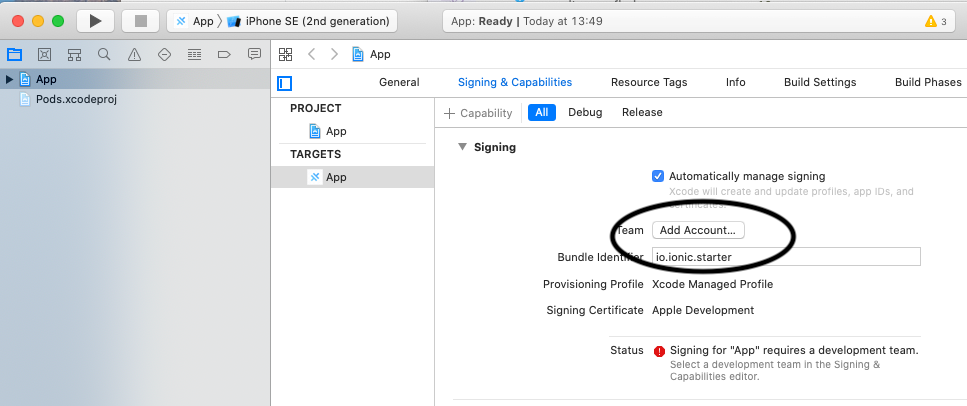 App
iPhone SE (2nd generation)
App: Ready | Today at 13:49
3
App
App
Pods.xcodeproj
General
Signing & Capabilities
Resource Tags
Info
Build Settings
Build Phases
PROJECT
App
TARGETS
App
+ Capability
All
Debug
Release
Signing
Automatically manage signing
Xcode will create and update profiles, app IDs, and
certificates.
Team
Add Account...
Bundle Identifier
io.ionic.starter
Provisioning Profile
Xcode Managed Profile
Signing Certificate
Apple Development
Status
Signing for "App" requires a development team.
Select a development team in the Signing &
Capabilities editor.